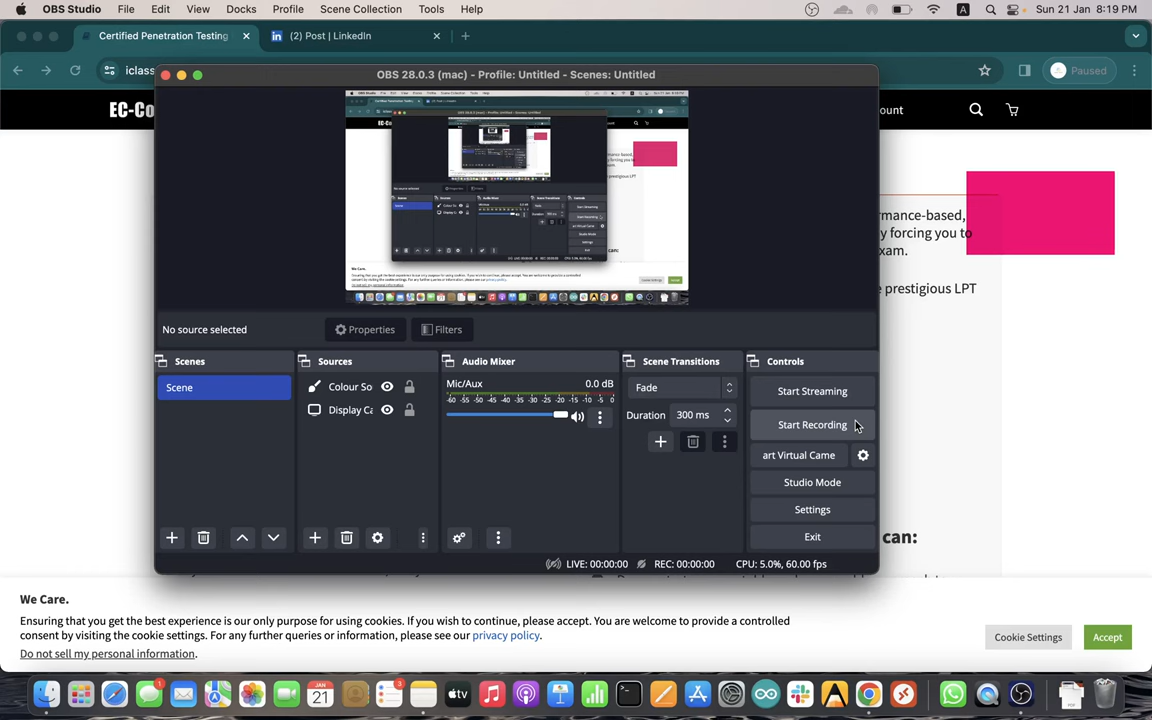 OBS Studio File Edit View Docks Profile Scene Collection Tools Help A Sun 21 Jan 8:19 PM
Certified Penetration Testing (2) Post | LinkedIn
iclass Paused
OBS 28.0.3 (mac) - Profile: Untitled - Scenes: Untitled
EC-Co ount
rmance-based,
y forcing you to
xam.
e prestigious LPT
No source selected Properties Filters
Scenes Sources Audio Mixer Scene Transitions Controls
Scene Colour So Mic/Aux 0.0 dB Fade Start Streaming
-60 -55 -50 -45 -40 -35 -30 -25 -20 -15 -10 -5 0
Display Ca Duration 300 ms Start Recording
art Virtual Came
Studio Mode
Settings
Exit
can:
LIVE: 00:00:00 REC: 00:00:00 CPU: 5.0%, 60.00 fps
We Care.
Ensuring that you get the best experience is our only purpose for using cookies. If you wish to continue, please accept. You are welcome to provide a controlled
consent by visiting the cookie settings. For any further queries or information, please see our privacy policy.
Do not sell my personal information.
Cookie Settings Accept